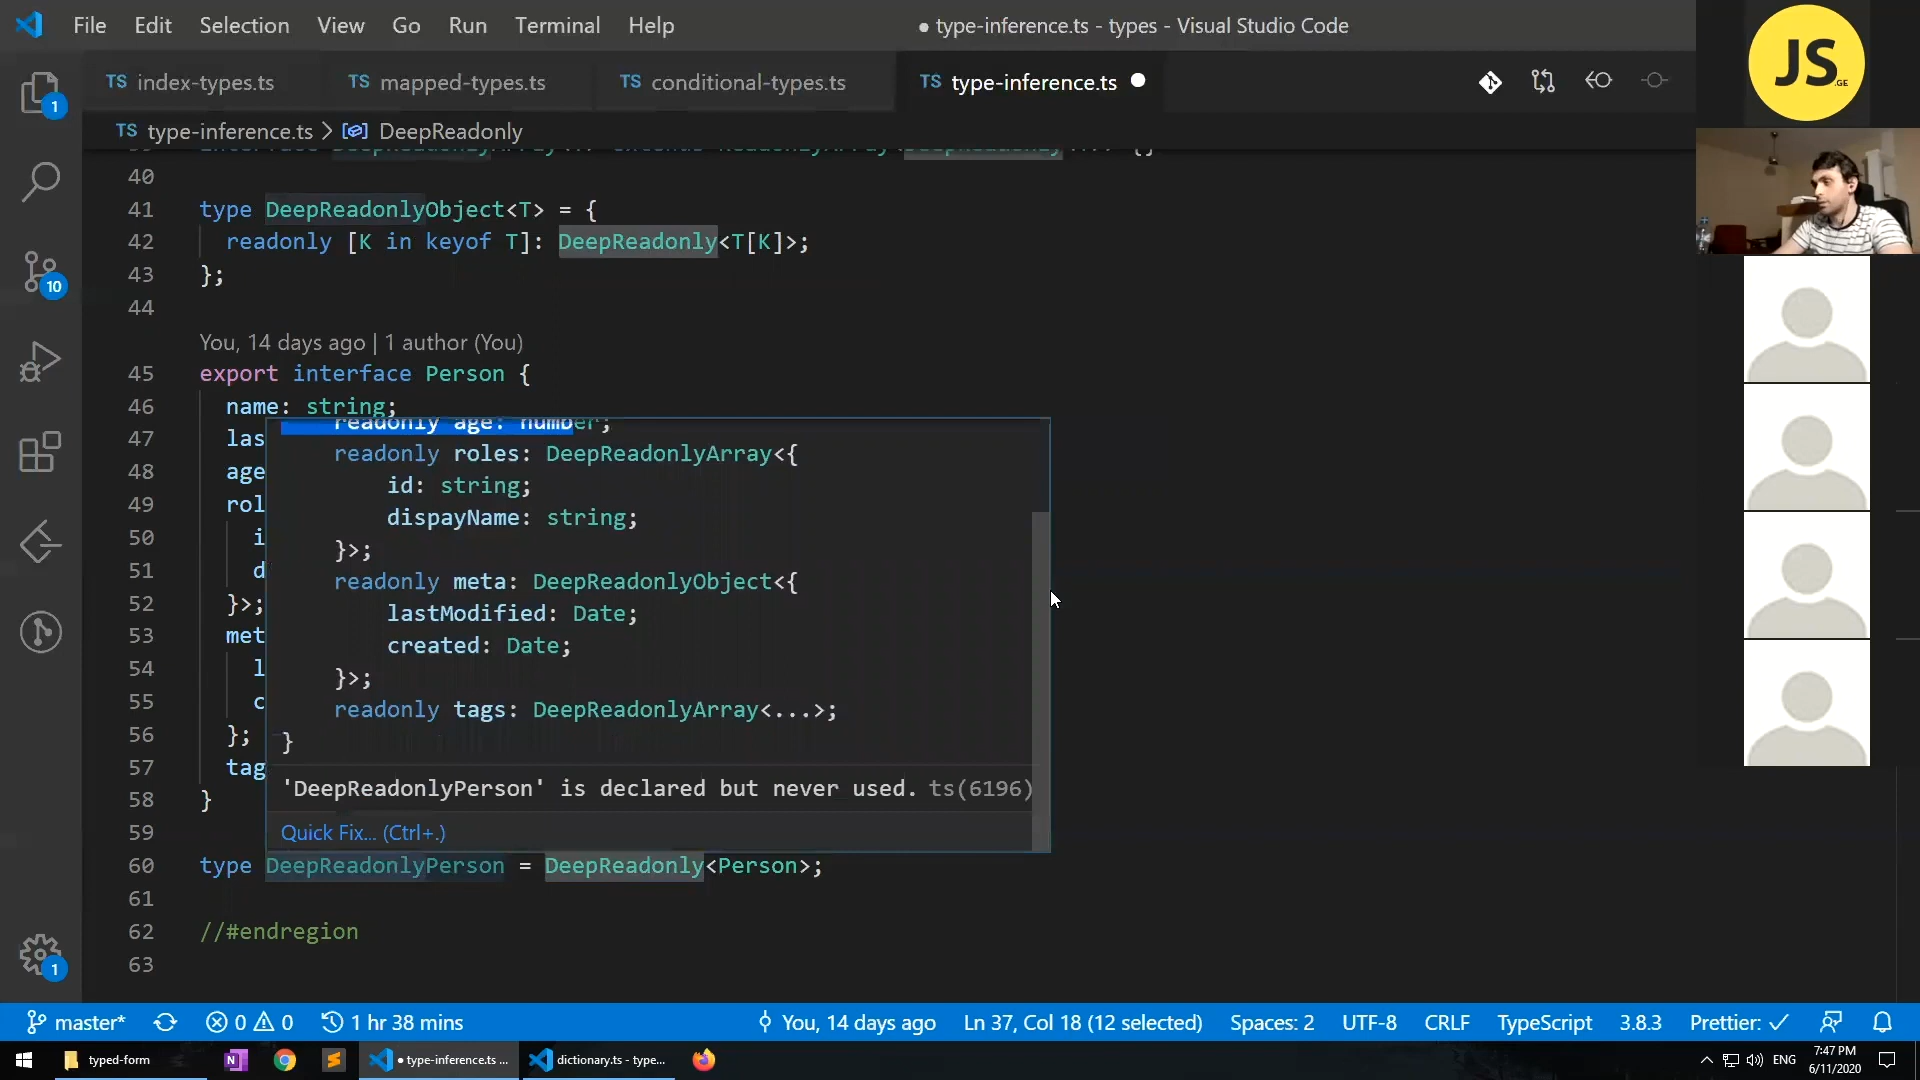 File Edit Selection View Go Run Terminal Help
● type-inference.ts - types - Visual Studio Code
JS
.GE
TS index-types.ts
TS mapped-types.ts
TS conditional-types.ts
TS type-inference.ts
TS type-inference.ts > DeepReadonly
40
41 type DeepReadonlyObject<T> = {
42 readonly [K in keyof T]: DeepReadonly<T[K]>;
43 };
44
You, 14 days ago | 1 author (You)
45 export interface Person {
46 name: string;
47 las
48 age
49 rol
50 i
51 d
52 }>;
53 met
54 l
55 c
56 };
57 tag
58 }
59
readonly age: number;
readonly roles: DeepReadonlyArray<{
id: string;
dispayName: string;
}>;
readonly meta: DeepReadonlyObject<{
lastModified: Date;
created: Date;
}>;
readonly tags: DeepReadonlyArray<...>;
}
'DeepReadonlyPerson' is declared but never used. ts(6196)
Quick Fix... (Ctrl+.)
60 type DeepReadonlyPerson = DeepReadonly<Person>;
61
62 //#endregion
63
1
10
1
master* 0 0 1 hr 38 mins You, 14 days ago Ln 37, Col 18 (12 selected) Spaces: 2 UTF-8 CRLF TypeScript 3.8.3 Prettier: ✓
typed-form
● type-inference.ts ...
dictionary.ts - type...
ENG
7:47 PM
6/11/2020